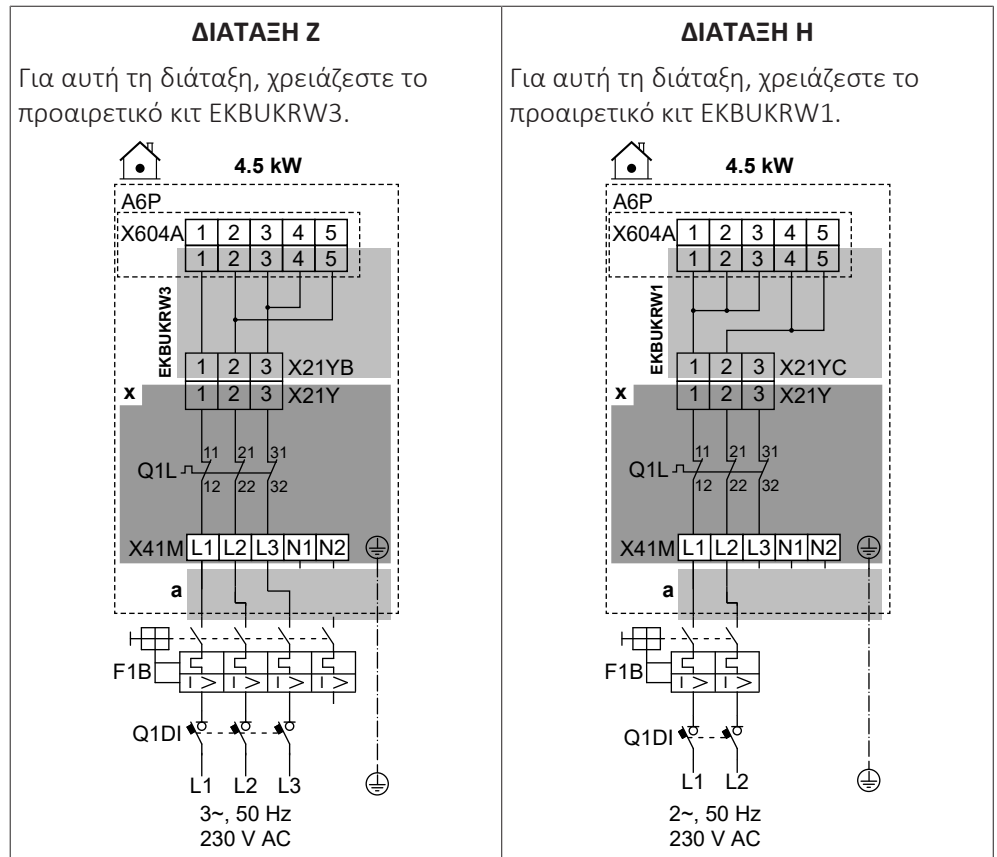 ΔΙΑΤΑΞΗ Ζ
Για αυτή τη διάταξη, χρειάζεστε το
προαιρετικό κιτ EKBUKRW3.
4.5 kW
A6P
X604A 1 2 3 4 5
1 2 3 4 5
EKBUKRW3
1 2 3 X21YB
x 1 2 3 X21Y
11 21 31
Q1L
12 22 32
X41M L1 L2 L3 N1 N2
a
F1B
I > I > I > I >
Q1DI
L1 L2 L3
3~, 50 Hz
230 V AC
ΔΙΑΤΑΞΗ Η
Για αυτή τη διάταξη, χρειάζεστε το
προαιρετικό κιτ EKBUKRW1.
4.5 kW
A6P
X604A 1 2 3 4 5
1 2 3 4 5
EKBUKRW1
1 2 3 X21YC
x 1 2 3 X21Y
11 21 31
Q1L
12 22 32
X41M L1 L2 L3 N1 N2
a
F1B
I > I >
Q1DI
L1 L2
2~, 50 Hz
230 V AC